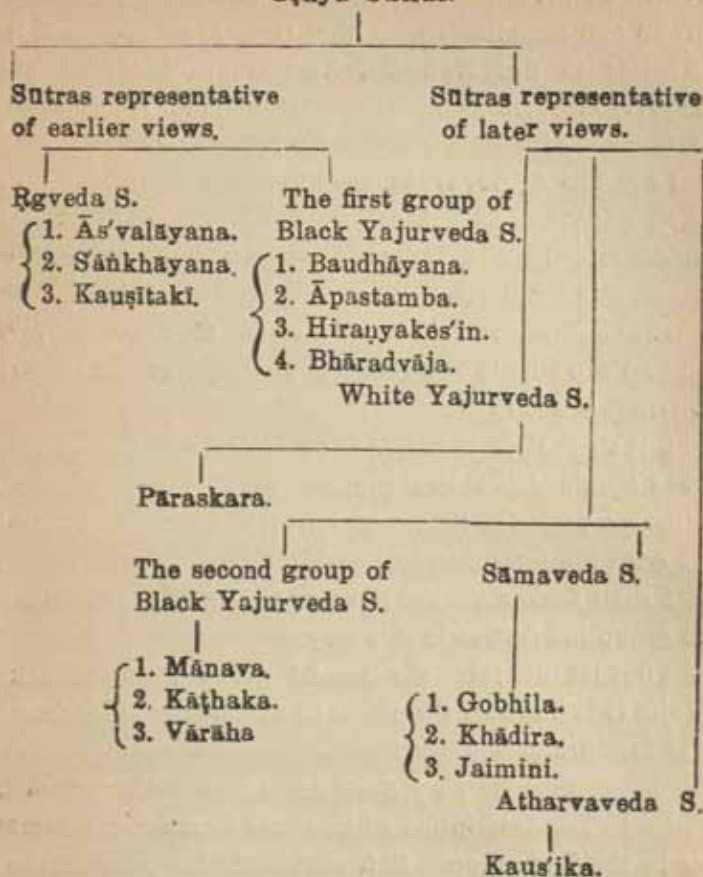 Sūtras representative
of earlier views.
Sūtras representative
of later views.
Ṛgveda S.
1. Ās'valāyana.
2. S'āṅkhāyana.
3. Kauṣītakī.
The first group of
Black Yajurveda S.
1. Baudhāyana.
2. Āpastamba.
3. Hiraṇyakes'in.
4. Bhāradvāja.
White Yajurveda S.
Pāraskara.
The second group of
Black Yajurveda S.
1. Mānava.
2. Kāṭhaka.
3. Vārāha
Sāmaveda S.
1. Gobhila.
2. Khādira.
3. Jaimini.
Atharvaveda S.
Kaus'ika.